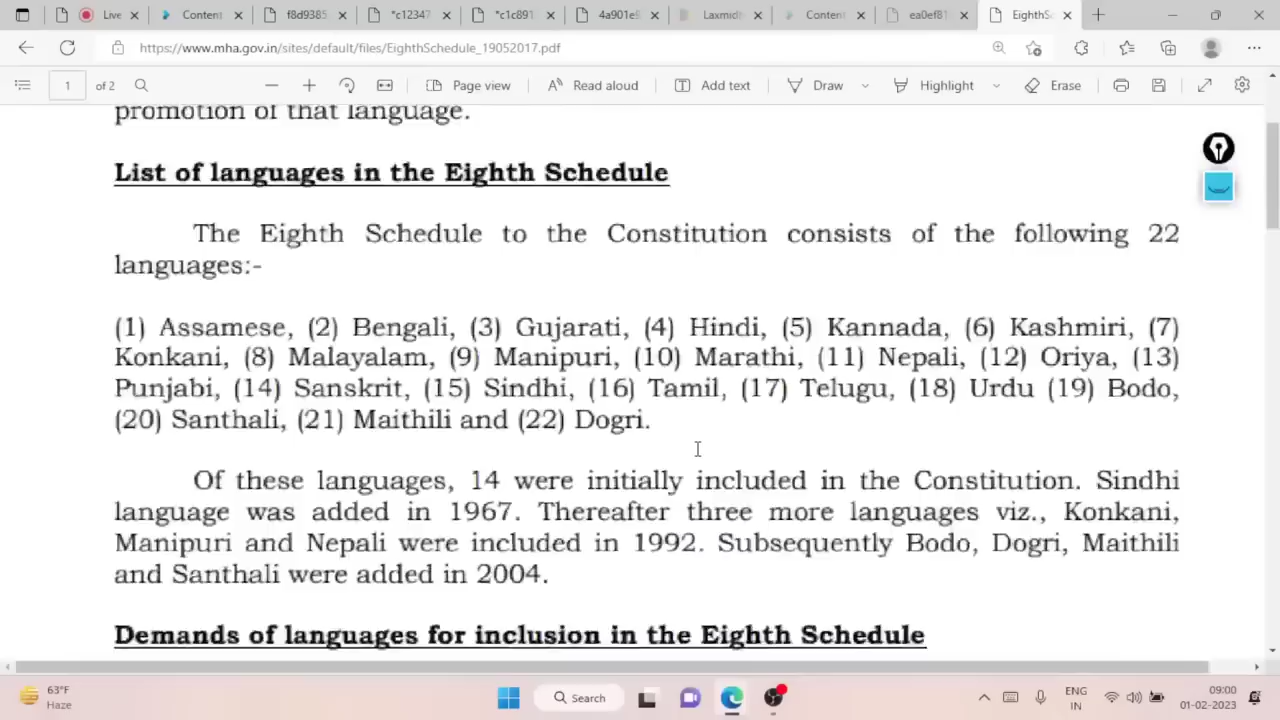 Live
Content
f8d9385
*c12347
*c1c891
4a901e9
Laxmidh
Content
ea0ef81
EighthSc
https://www.mha.gov.in/sites/default/files/EighthSchedule_19052017.pdf
1 of 2 Page view Read aloud Add text Draw Highlight Erase
promotion of that language.
List of languages in the Eighth Schedule
The Eighth Schedule to the Constitution consists of the following 22
languages:-
(1) Assamese, (2) Bengali, (3) Gujarati, (4) Hindi, (5) Kannada, (6) Kashmiri, (7)
Konkani, (8) Malayalam, (9) Manipuri, (10) Marathi, (11) Nepali, (12) Oriya, (13)
Punjabi, (14) Sanskrit, (15) Sindhi, (16) Tamil, (17) Telugu, (18) Urdu (19) Bodo,
(20) Santhali, (21) Maithili and (22) Dogri.
Of these languages, 14 were initially included in the Constitution. Sindhi
language was added in 1967. Thereafter three more languages viz., Konkani,
Manipuri and Nepali were included in 1992. Subsequently Bodo, Dogri, Maithili
and Santhali were added in 2004.
Demands of languages for inclusion in the Eighth Schedule
63°F
Haze
Search
ENG
IN
09:00
01-02-2023